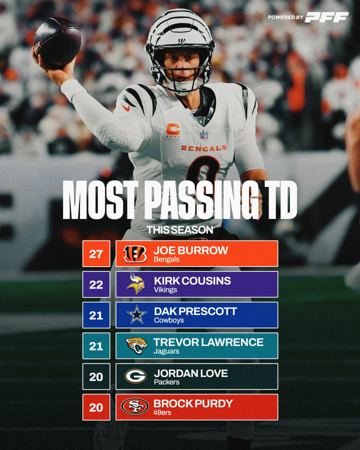 POWERED BY PFF
BENGALS
MOST PASSING TD
THIS SEASON
27
JOE BURROW
Bengals
22
KIRK COUSINS
Vikings
21
DAK PRESCOTT
Cowboys
21
TREVOR LAWRENCE
Jaguars
20
G
JORDAN LOVE
Packers
20
SF
BROCK PURDY
49ers